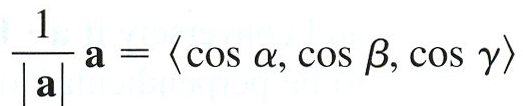 1/|a| a = ⟨cos α, cos β, cos γ⟩